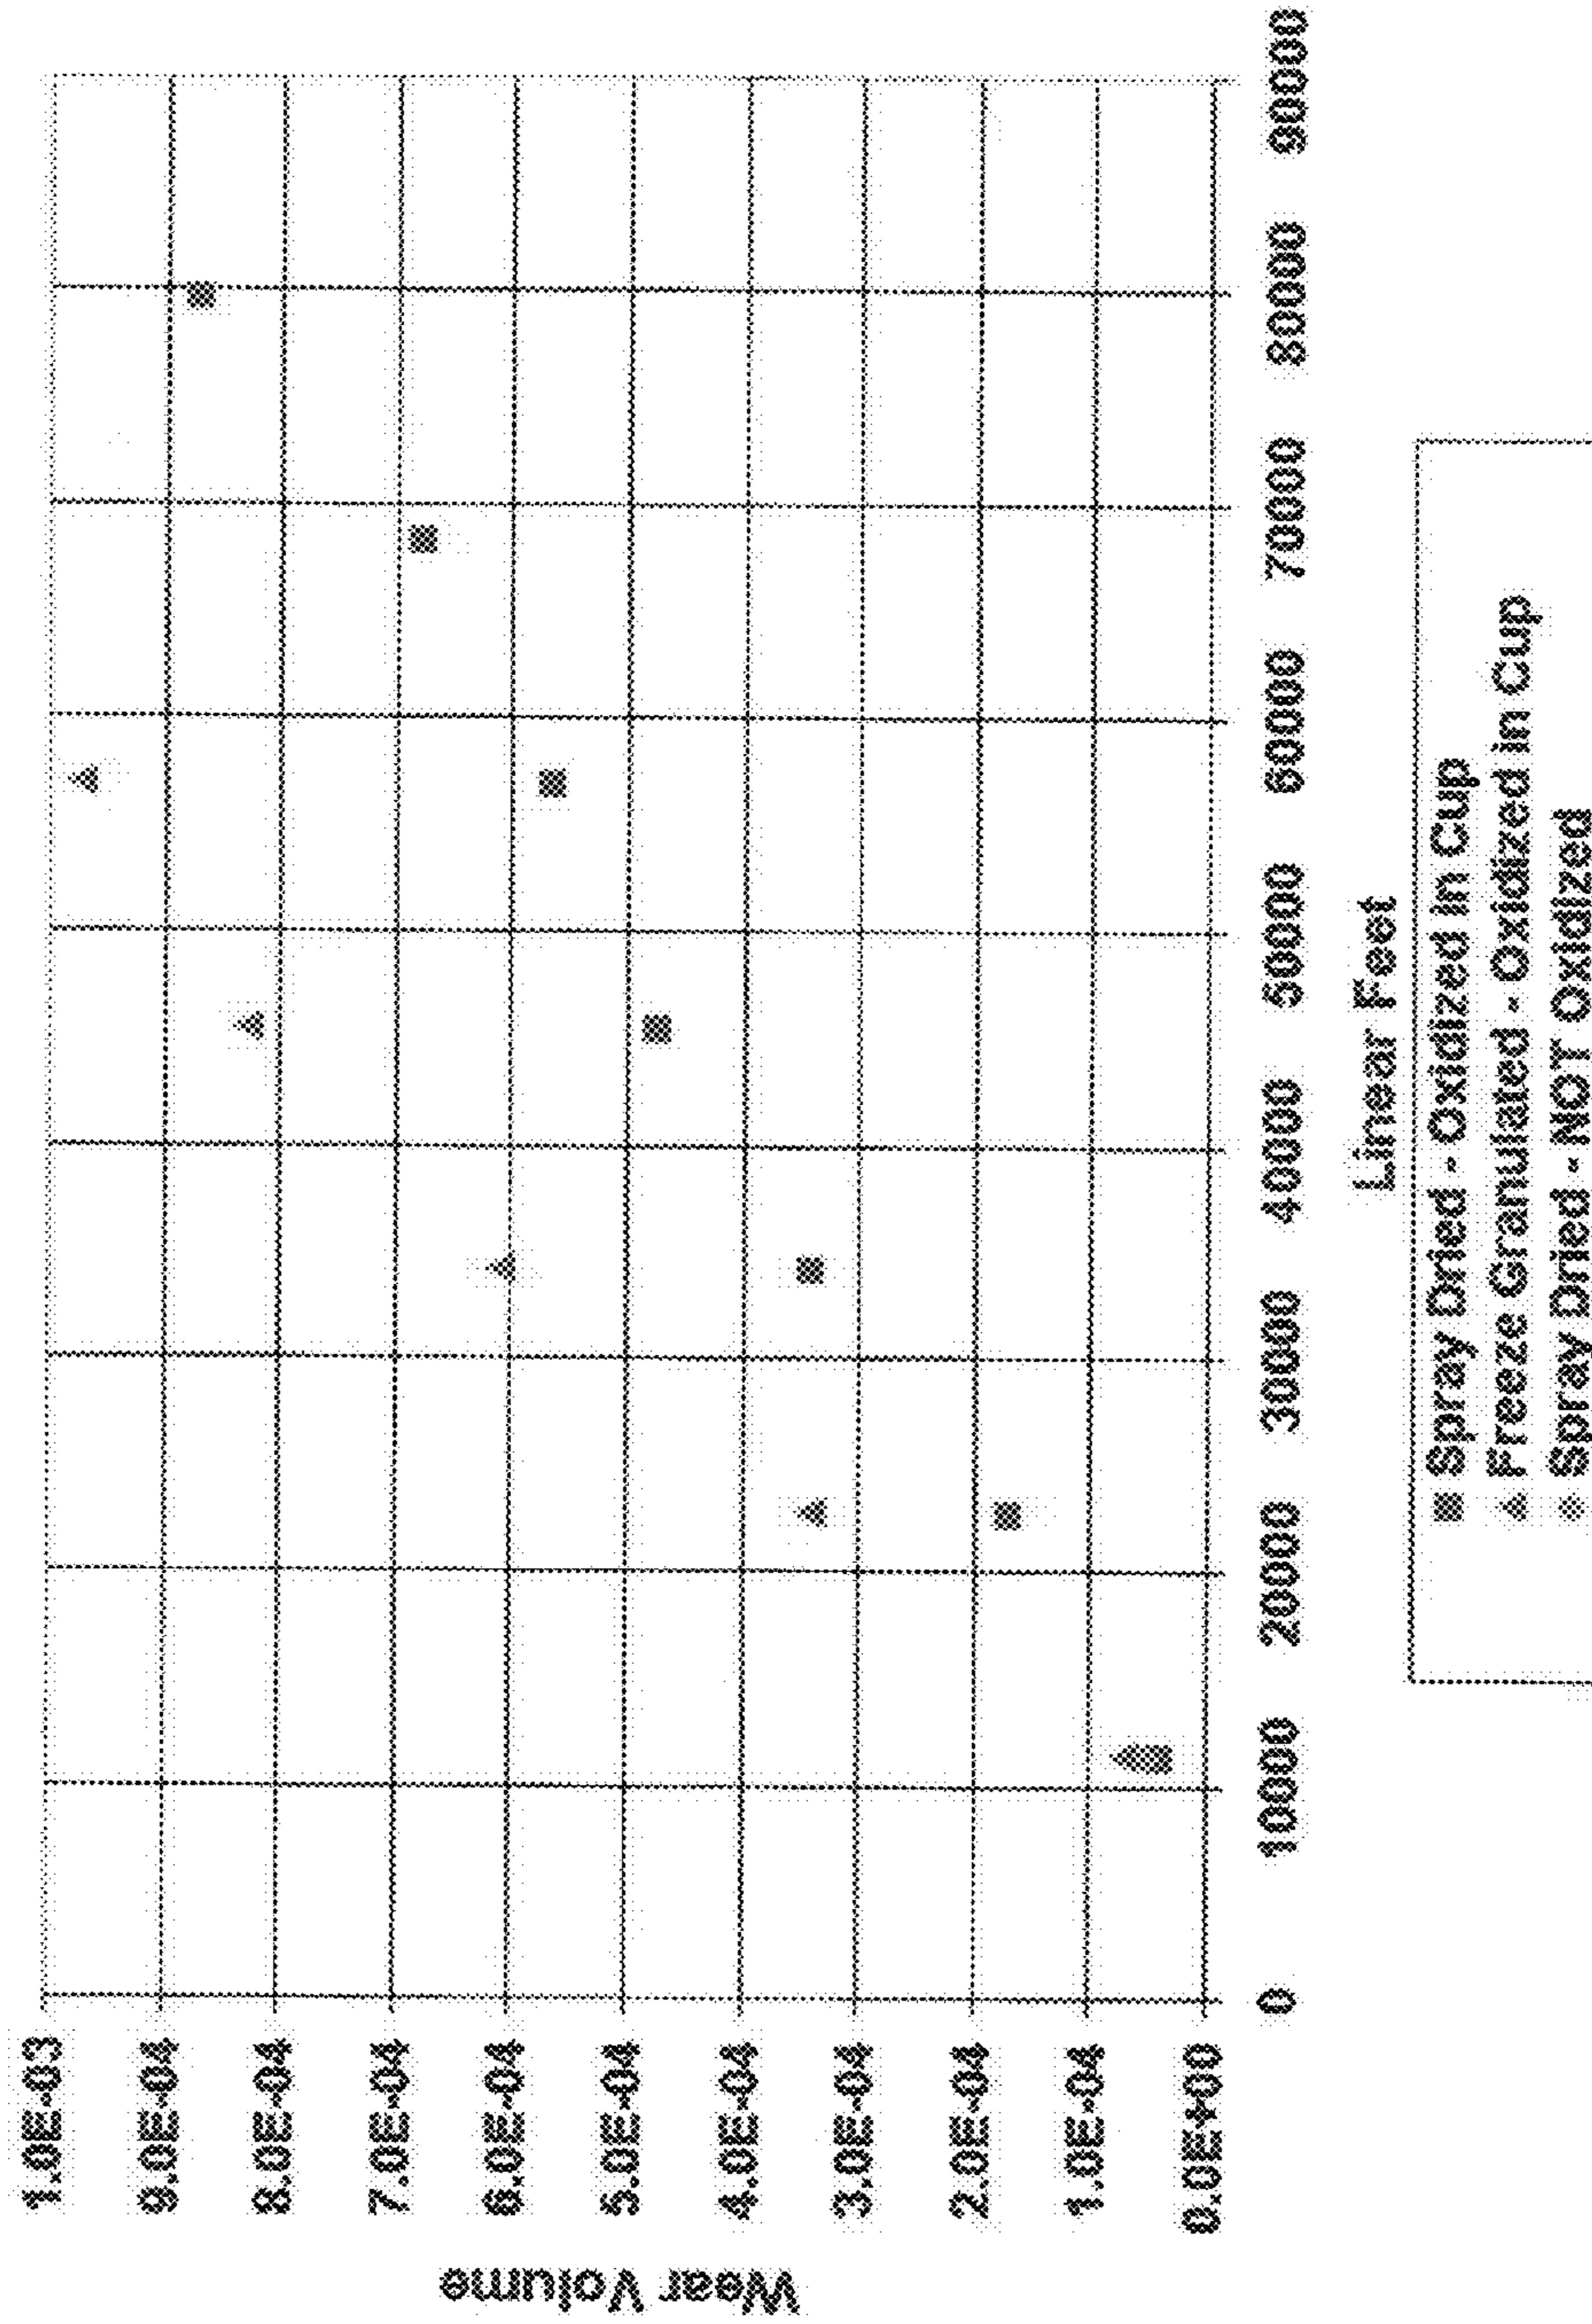 Wear Volume
1.0E-03
9.0E-04
8.0E-04
7.0E-04
6.0E-04
5.0E-04
4.0E-04
3.0E-04
2.0E-04
1.0E-04
0.0E+00
0 10000 20000 30000 40000 50000 60000 70000 80000 90000
Linear Feet
Spray Dried - Oxidized in Cup
Freeze Granulated - Oxidized in Cup
Spray Dried - NOT Oxidized